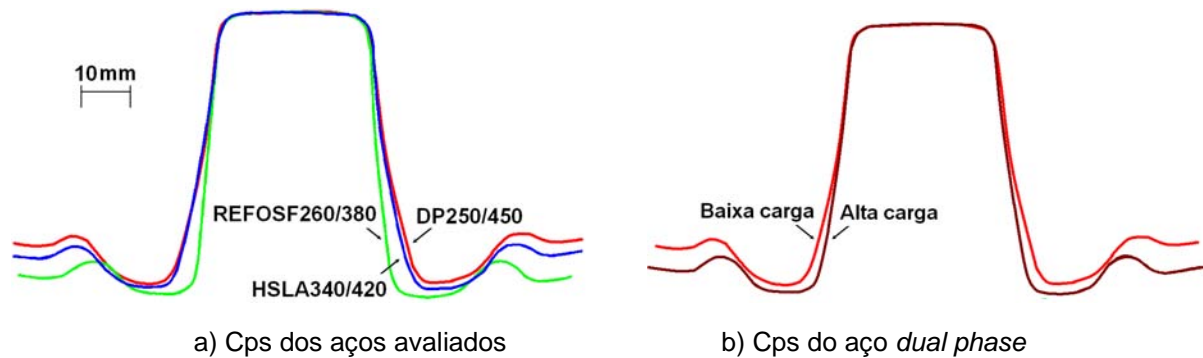 10mm
REFOSF260/380
DP250/450
HSLA340/420
Baixa carga
Alta carga
a) Cps dos aços avaliados
b) Cps do aço dual phase